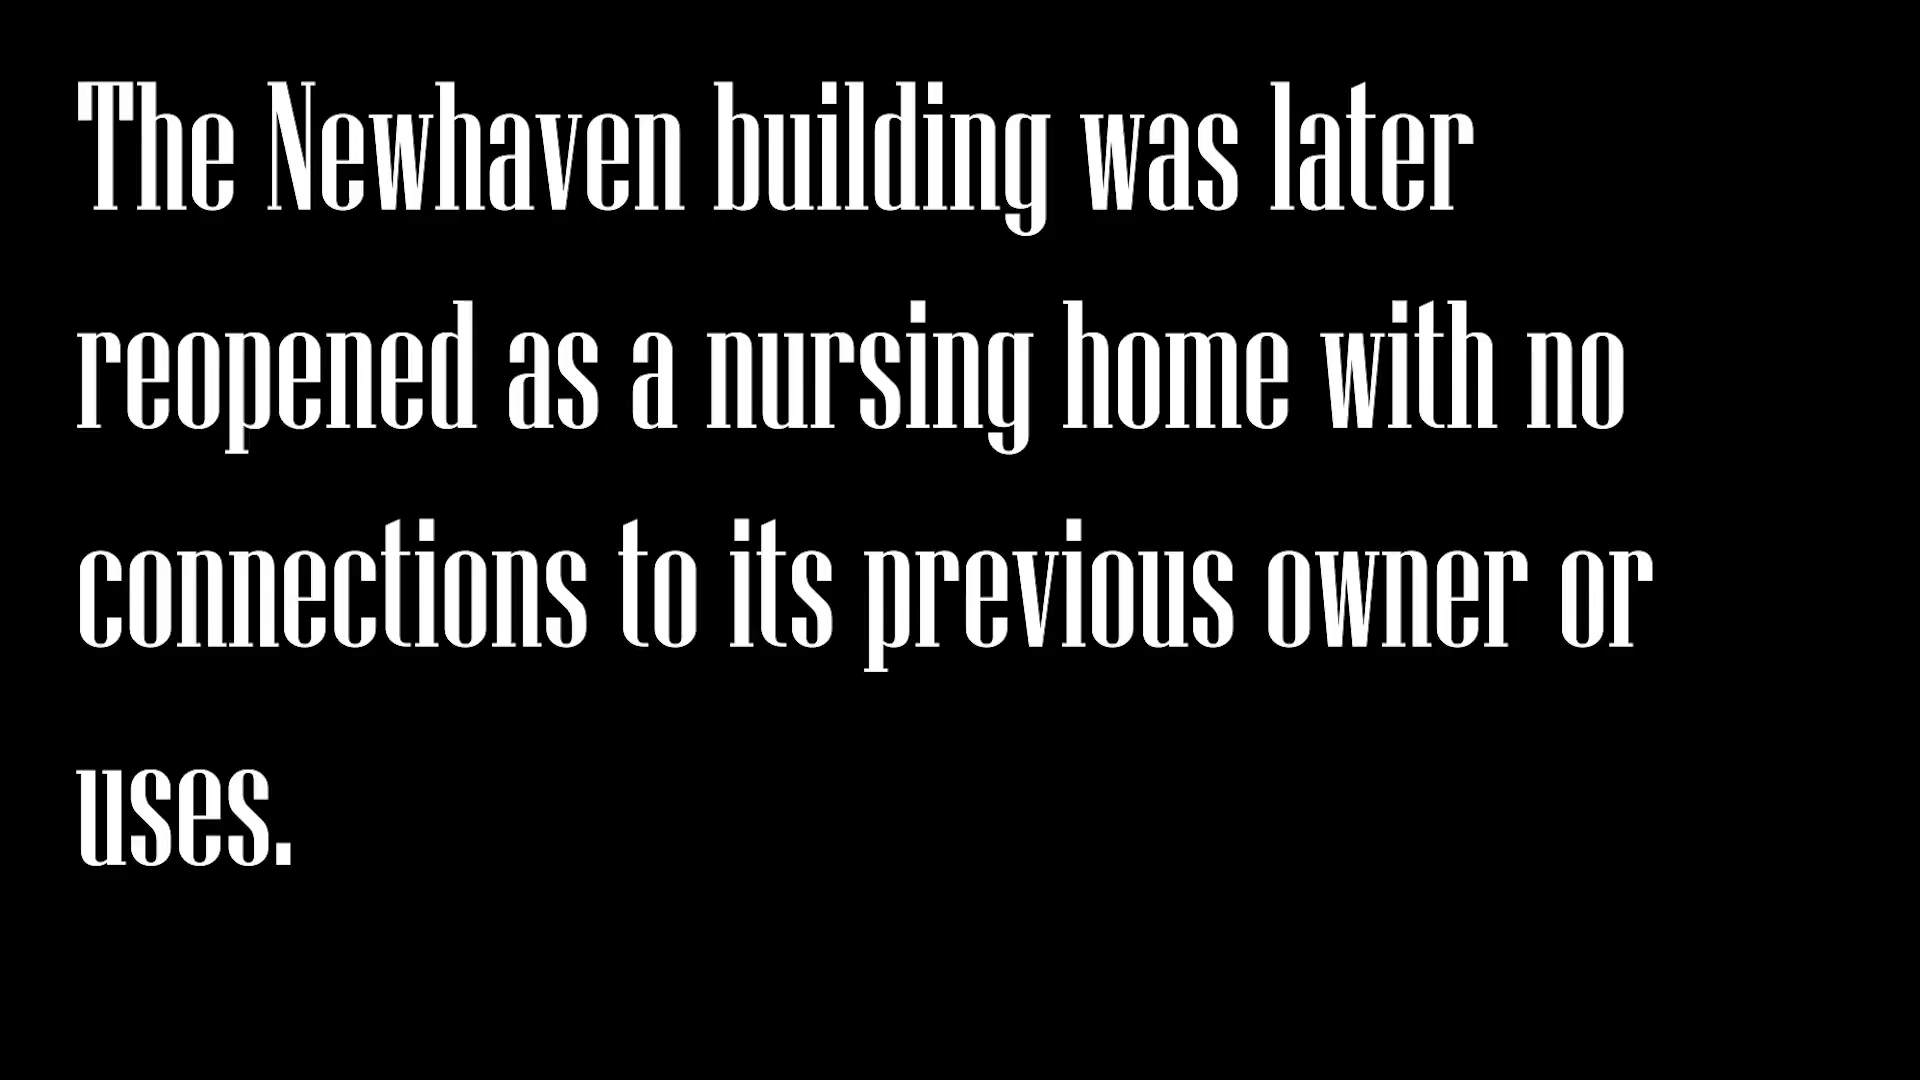 The Newhaven building was later
reopened as a nursing home with no
connections to its previous owner or
uses.